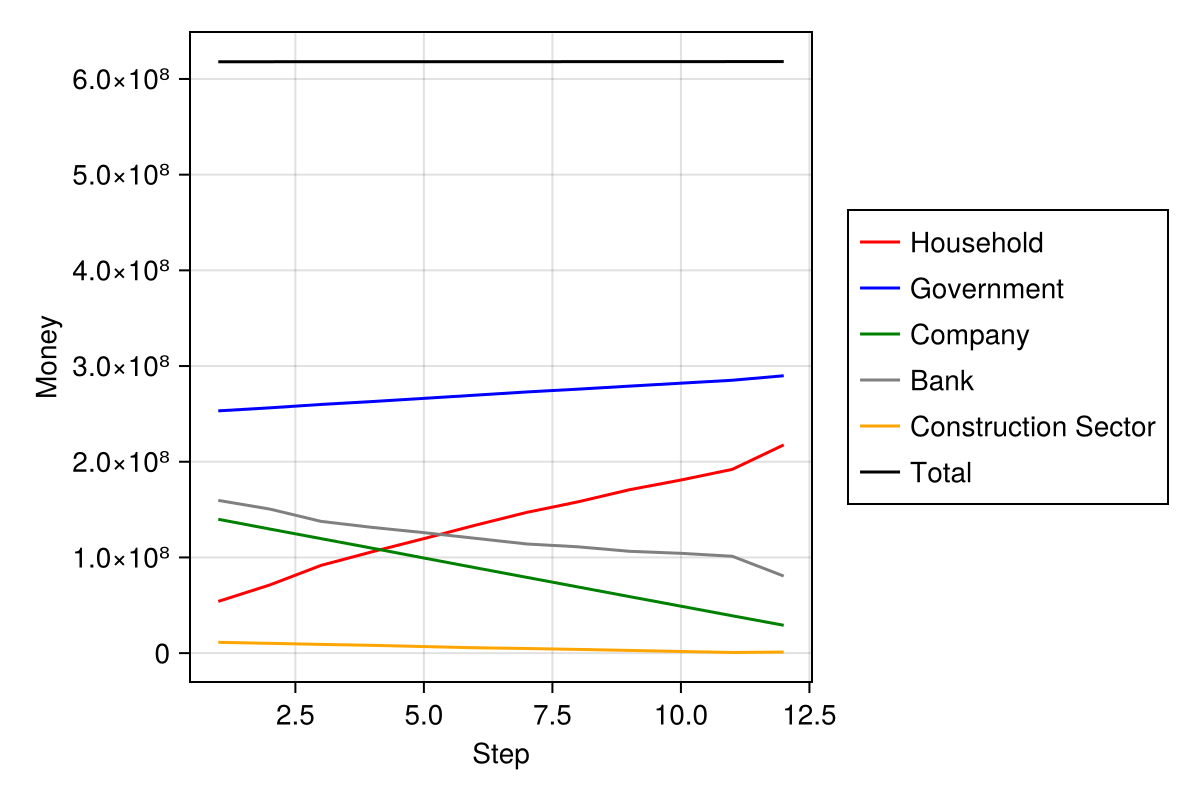 6.0×10⁸
5.0×10⁸
4.0×10⁸
3.0×10⁸
2.0×10⁸
1.0×10⁸
0
Money
2.5 5.0 7.5 10.0 12.5
Step
Household
Government
Company
Bank
Construction Sector
Total